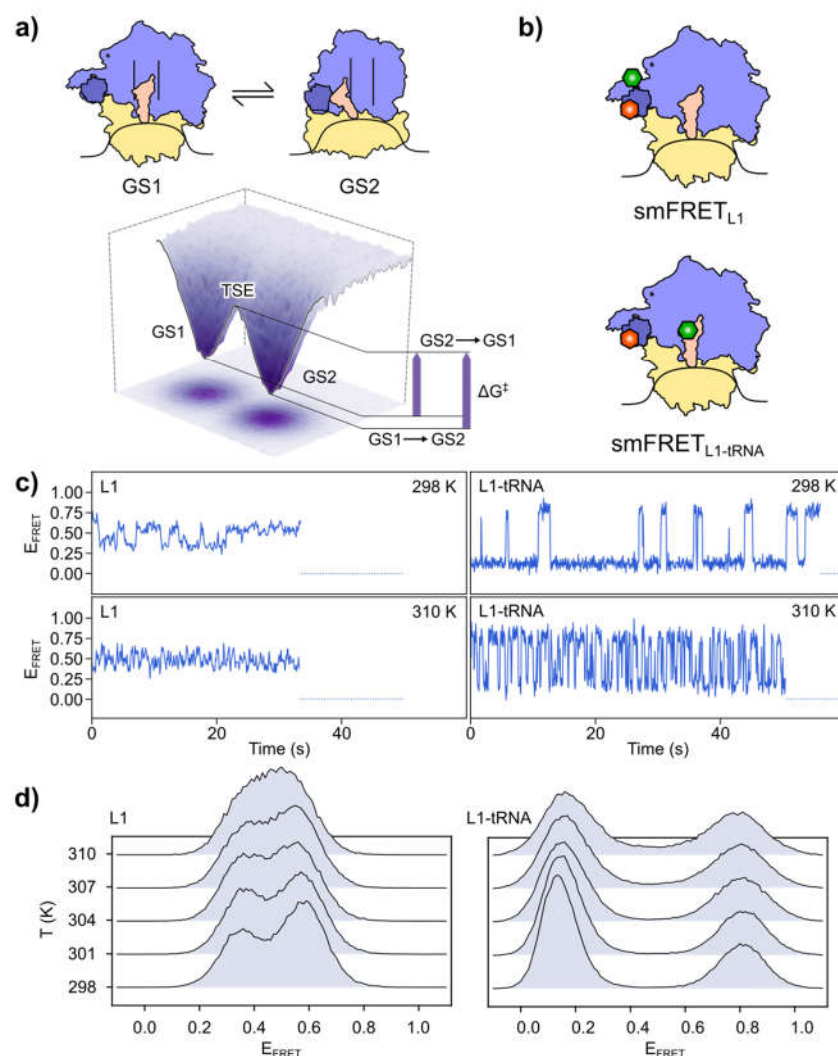 a)
GS1
GS2
TSE
GS1
GS2
GS2 → GS1
ΔG‡
GS1 → GS2
b)
smFRETL1
smFRETL1-tRNA
c)
L1
298 K
L1-tRNA
298 K
EFRET
1.00
0.75
0.50
0.25
0.00
L1
310 K
L1-tRNA
310 K
EFRET
1.00
0.75
0.50
0.25
0.00
0
20
40
Time (s)
0
20
40
Time (s)
d)
L1
L1-tRNA
T (K)
310
307
304
301
298
0.0
0.2
0.4
0.6
0.8
1.0
EFRET
0.0
0.2
0.4
0.6
0.8
1.0
EFRET